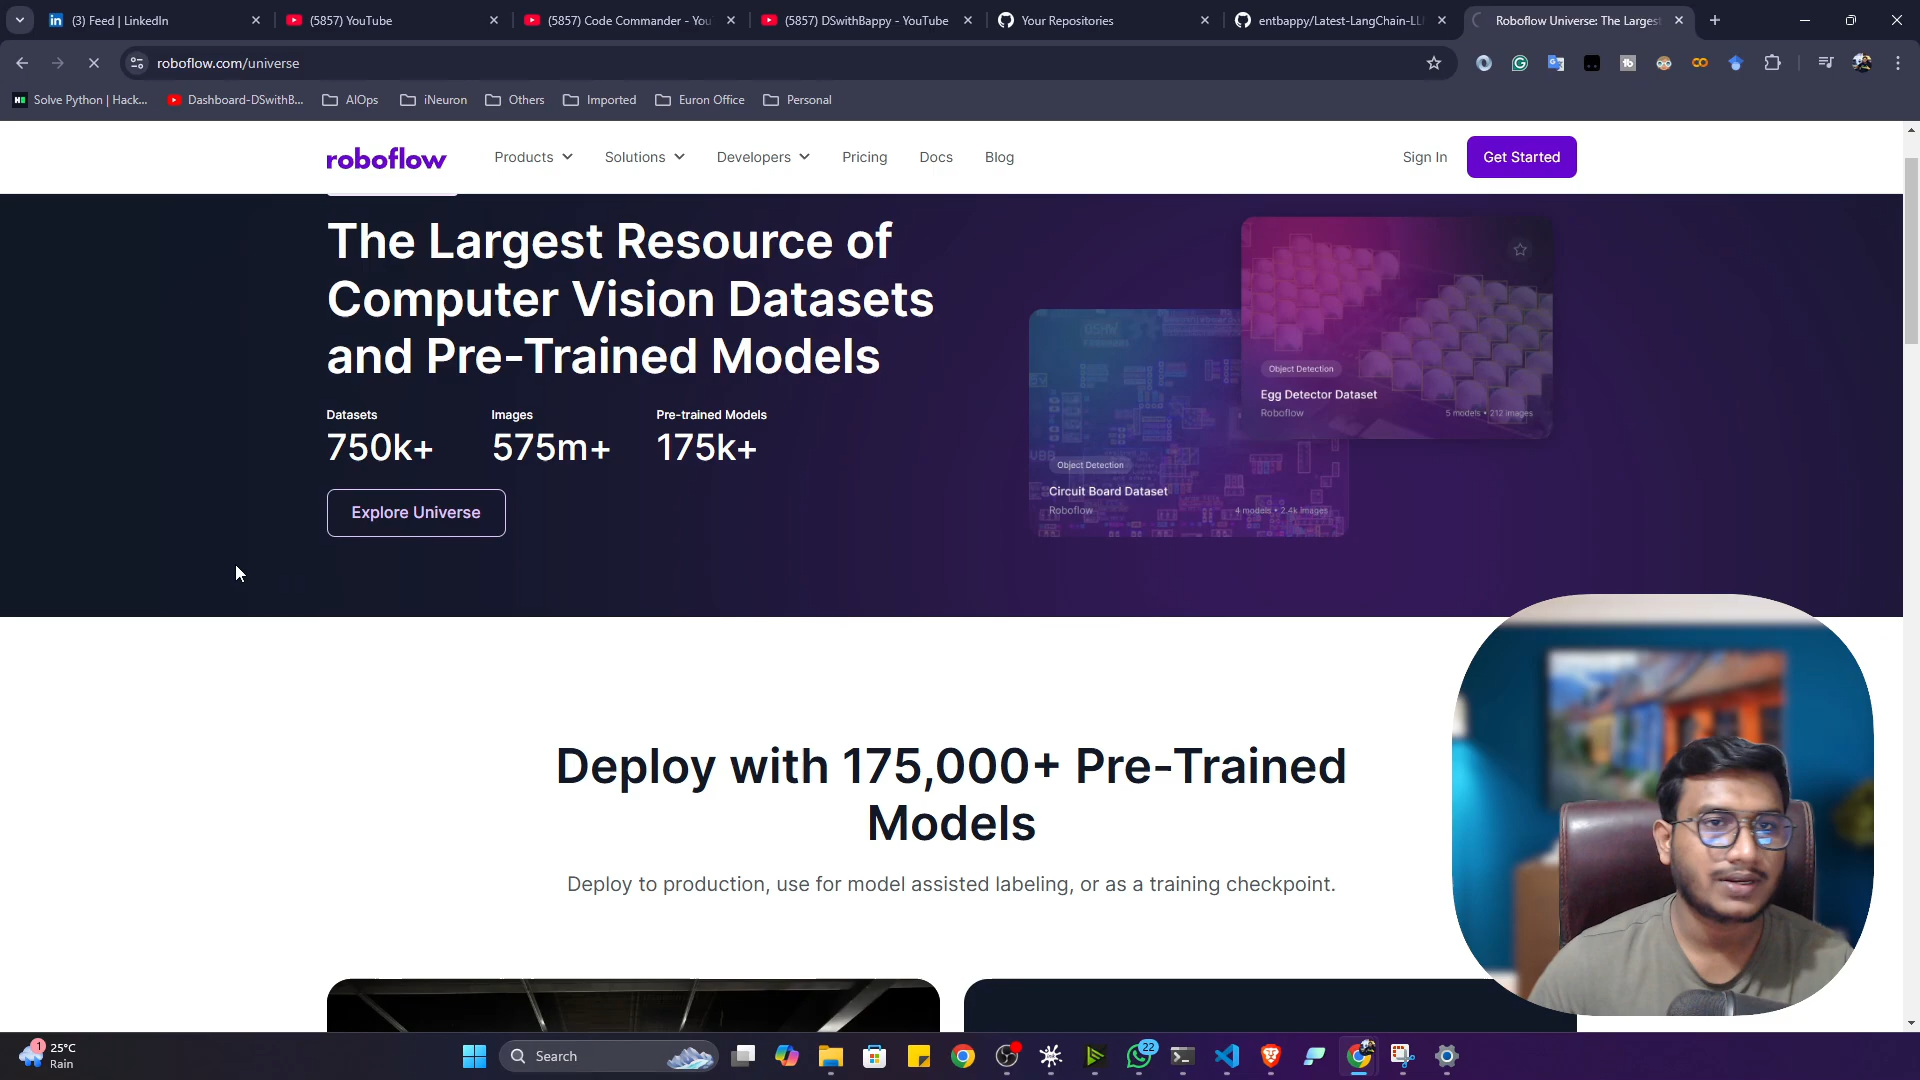 (3) Feed | LinkedIn
(5857) YouTube
(5857) Code Commander - You
(5857) DSwithBappy - YouTube
Your Repositories
entbappy/Latest-LangChain-LL
Roboflow Universe: The Largest
roboflow.com/universe
Solve Python | Hack...
Dashboard-DSwithB...
AIOps
iNeuron
Others
Imported
Euron Office
Personal
roboflow
Products
Solutions
Developers
Pricing
Docs
Blog
Sign In
Get Started
The Largest Resource of
Computer Vision Datasets
and Pre-Trained Models
Datasets
Images
Pre-trained Models
750k+
575m+
175k+
Explore Universe
Object Detection
Egg Detector Dataset
Roboflow
5 models • 212 images
Object Detection
Circuit Board Dataset
Roboflow
4 models • 2.4k images
Deploy with 175,000+ Pre-Trained
Models
Deploy to production, use for model assisted labeling, or as a training checkpoint.
1
25°C
Rain
Search
22